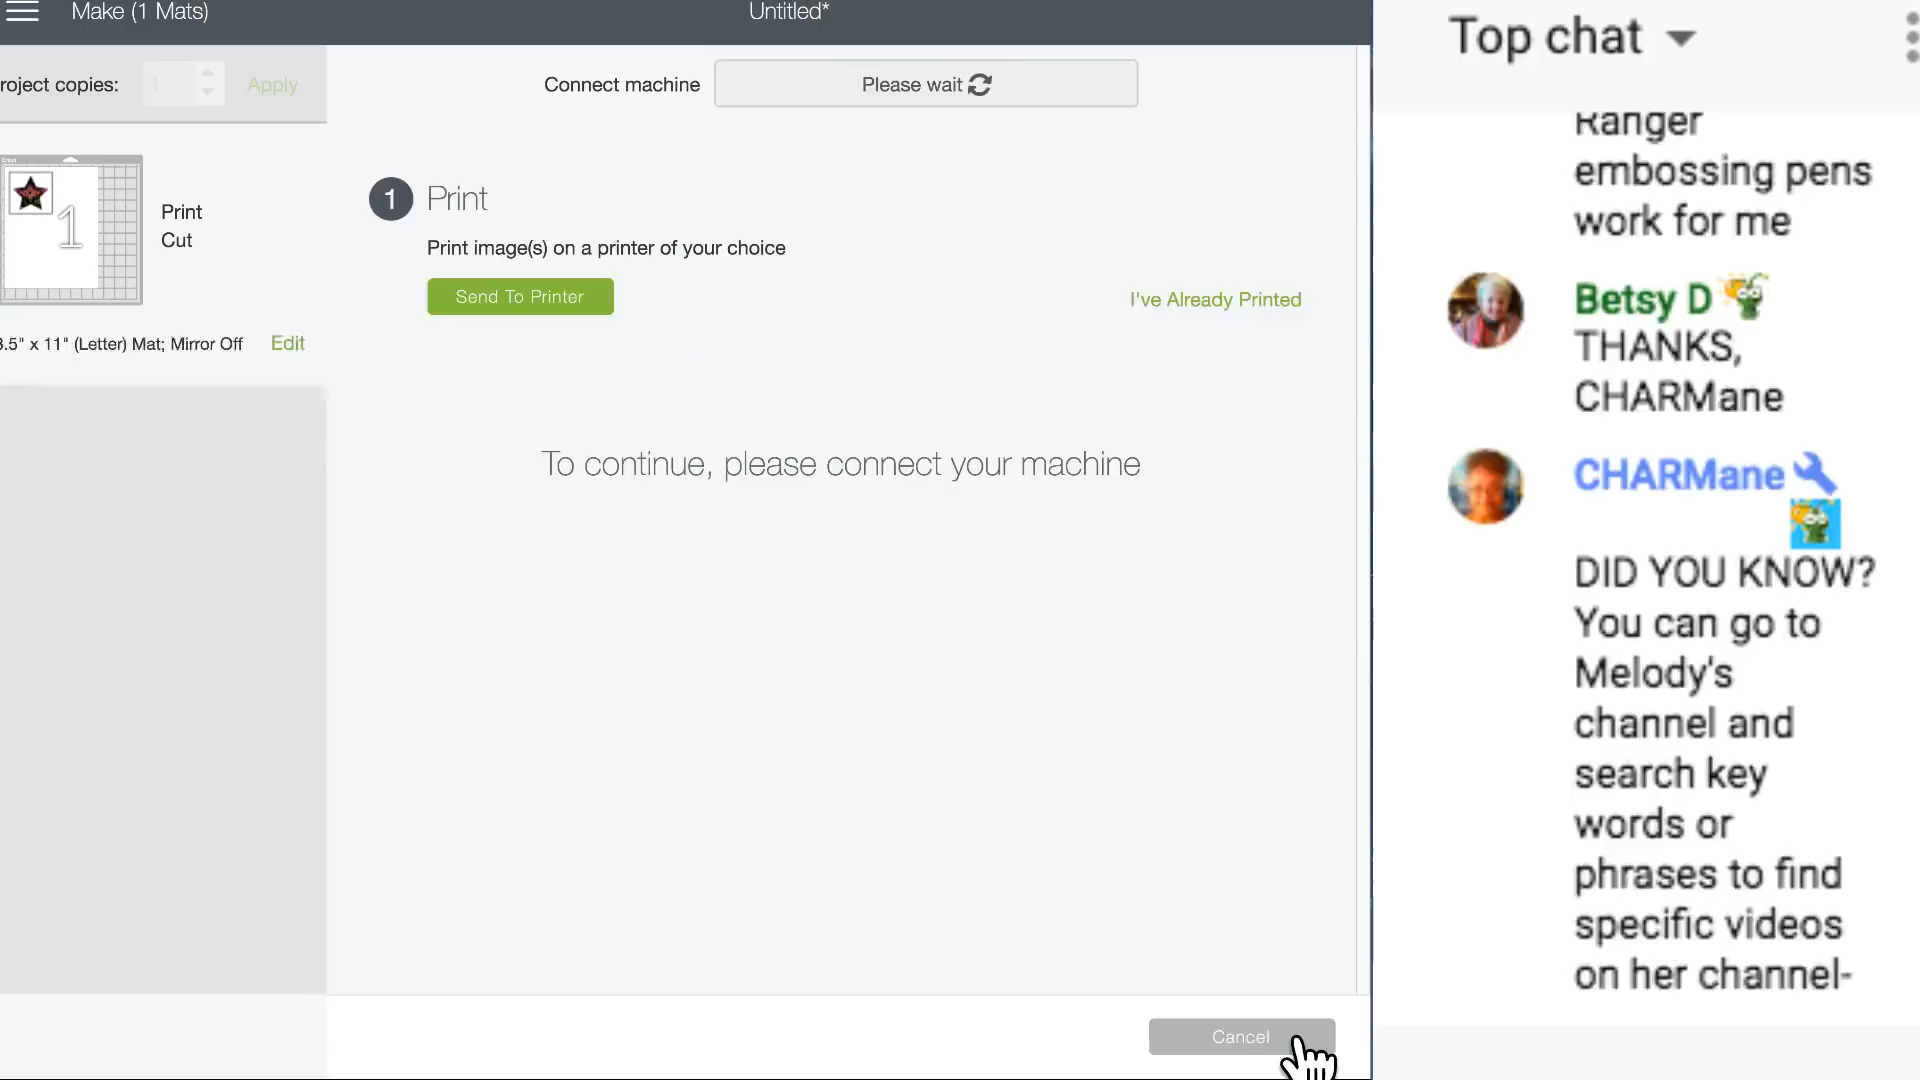 Make (1 Mats)
Untitled*
roject copies:
1
Apply
Connect machine
Please wait
Cricut
1
Print
Cut
8.5" x 11" (Letter) Mat; Mirror Off
Edit
1
Print
Print image(s) on a printer of your choice
Send To Printer
I've Already Printed
To continue, please connect your machine
Cancel
Top chat
Ranger
embossing pens
work for me
Betsy D
THANKS,
CHARMane
CHARMane
DID YOU KNOW?
You can go to
Melody's
channel and
search key
words or
phrases to find
specific videos
on her channel-